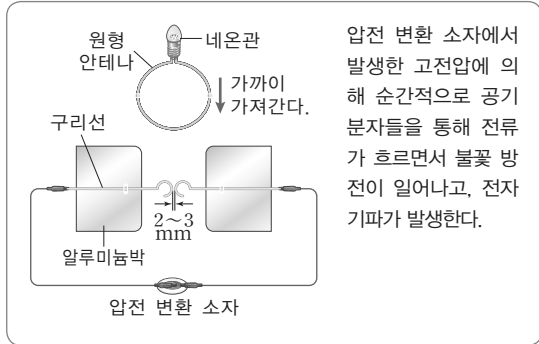 원형
안테나
네온관
가까이
가져간다.
구리선
2~3
mm
알루미늄박
압전 변환 소자
압전 변환 소자에서
발생한 고전압에 의
해 순간적으로 공기
분자들을 통해 전류
가 흐르면서 불꽃 방
전이 일어나고, 전자
기파가 발생한다.